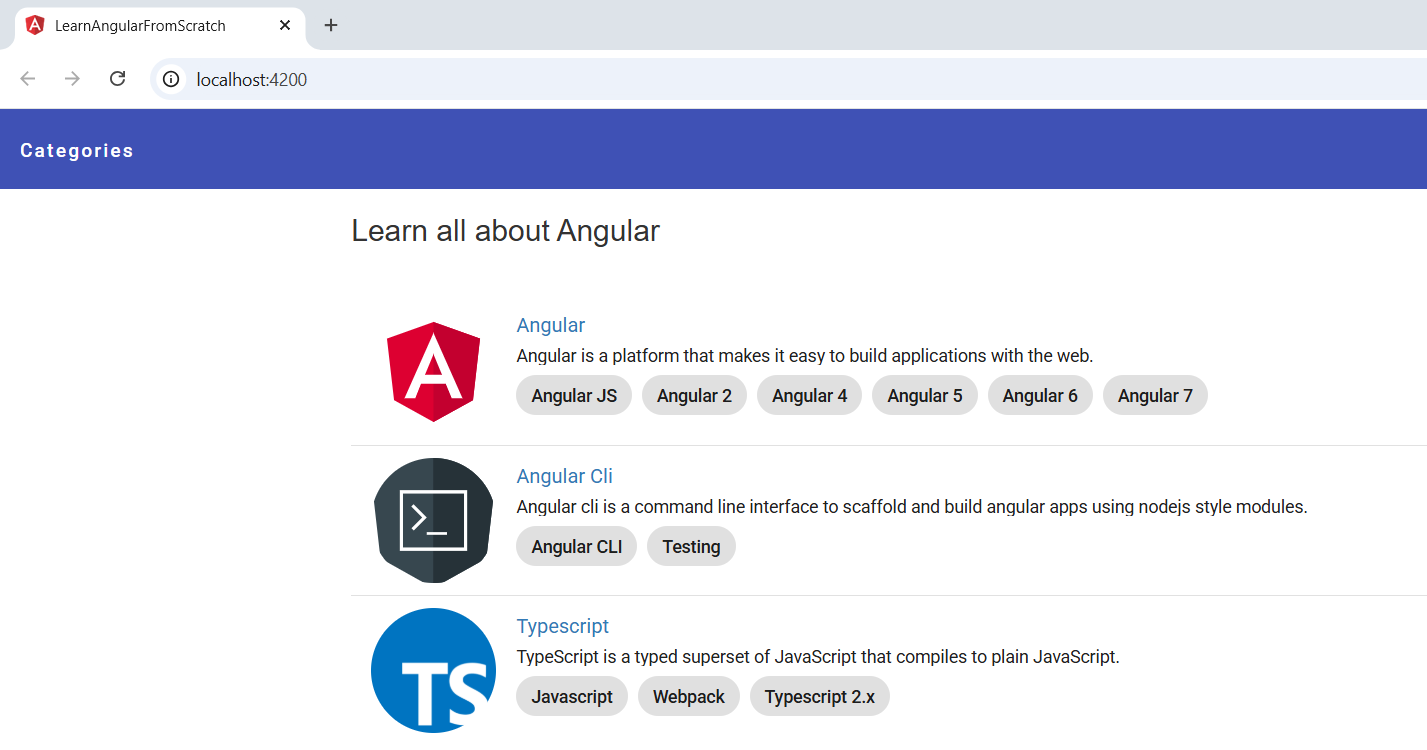 LearnAngularFromScratch
localhost:4200
Categories
Learn all about Angular
Angular
Angular is a platform that makes it easy to build applications with the web.
Angular JS Angular 2 Angular 4 Angular 5 Angular 6 Angular 7
Angular Cli
Angular cli is a command line interface to scaffold and build angular apps using nodejs style modules.
Angular CLI Testing
Typescript
TypeScript is a typed superset of JavaScript that compiles to plain JavaScript.
TS
Javascript Webpack Typescript 2.x